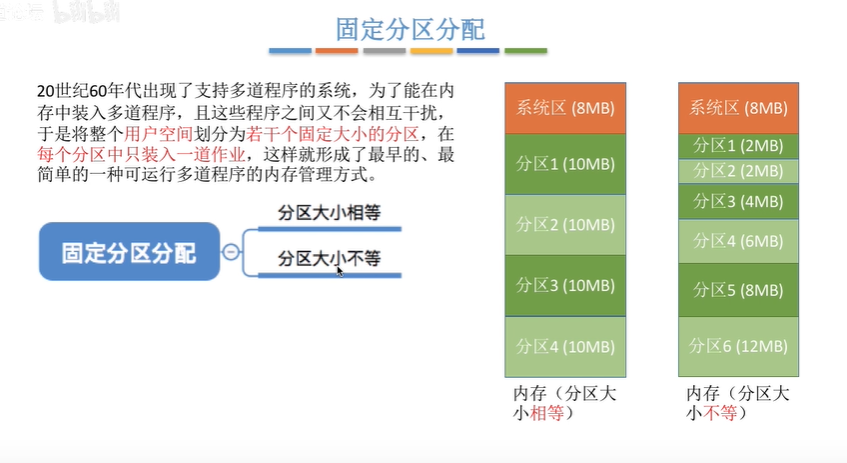 bilibili
固定分区分配
20世纪60年代出现了支持多道程序的系统，为了能在内
存中装入多道程序，且这些程序之间又不会相互干扰，
于是将整个用户空间划分为若干个固定大小的分区，在
每个分区中只装入一道作业，这样就形成了最早的、最
简单的一种可运行多道程序的内存管理方式。
固定分区分配
分区大小相等
分区大小不等
系统区 (8MB)
分区1 (10MB)
分区2 (10MB)
分区3 (10MB)
分区4 (10MB)
内存（分区大
小相等）
系统区 (8MB)
分区1 (2MB)
分区2 (2MB)
分区3 (4MB)
分区4 (6MB)
分区5 (8MB)
分区6 (12MB)
内存（分区大
小不等）